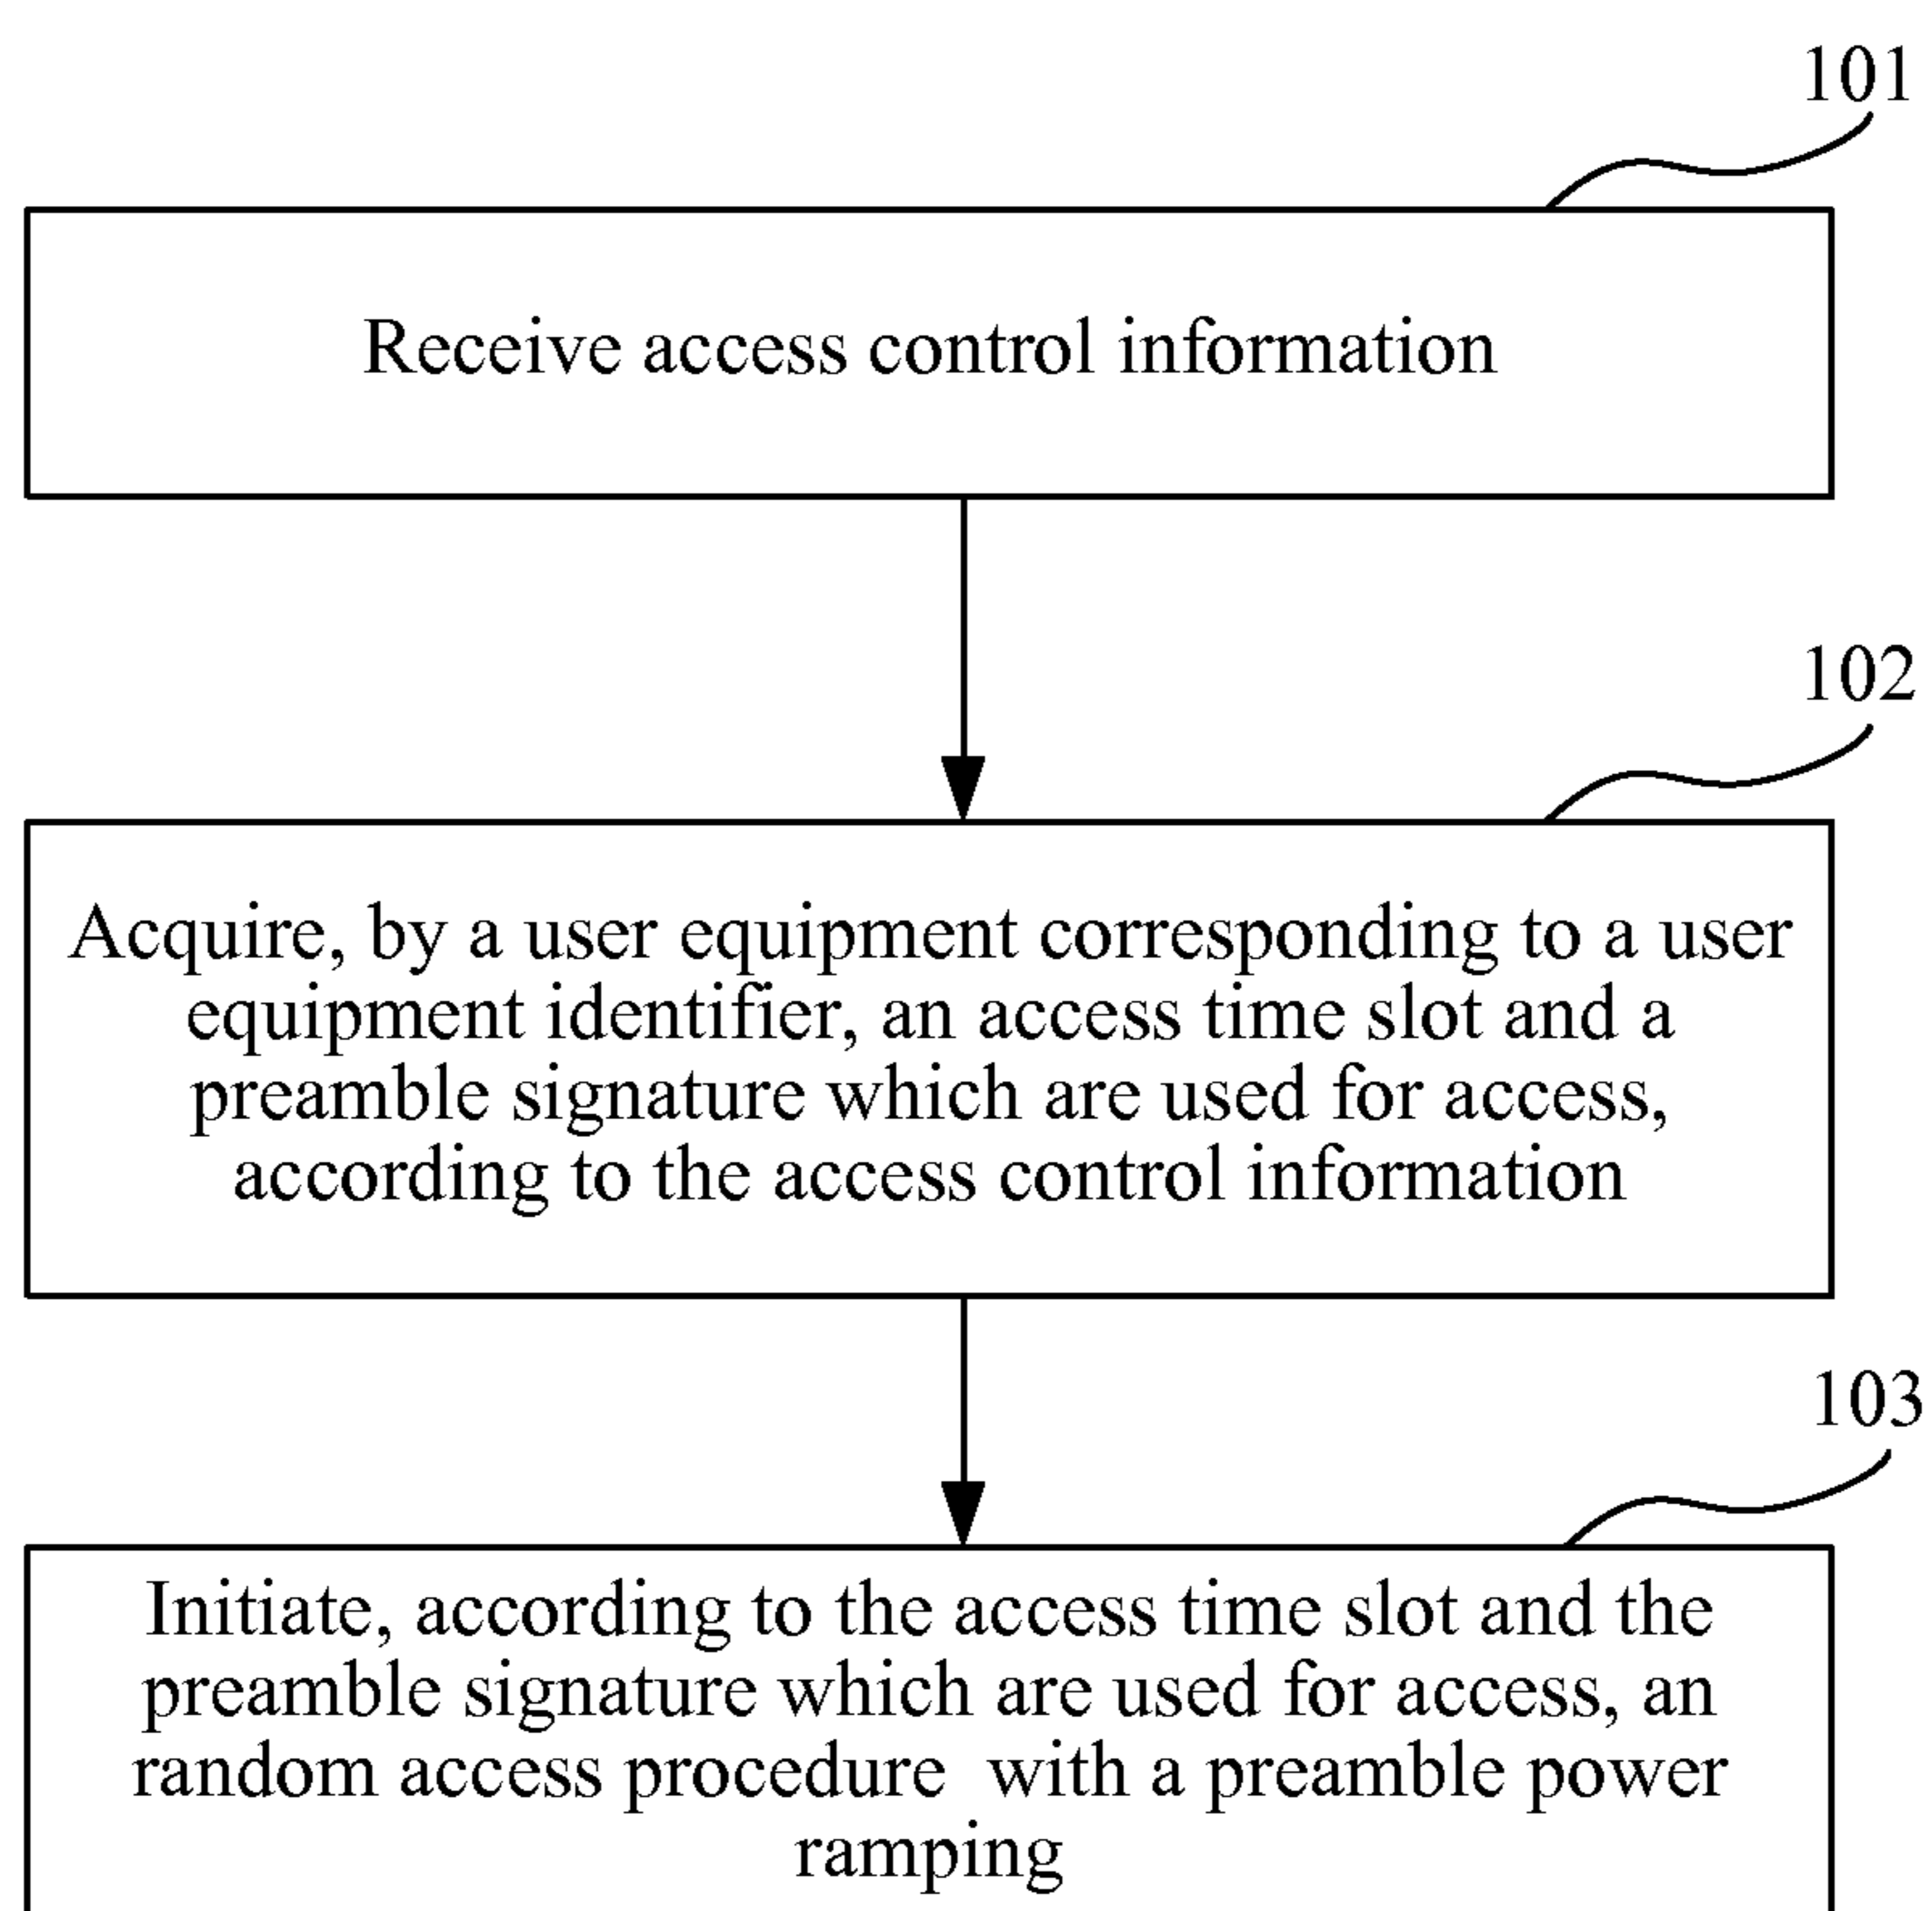 101
Receive access control information
102
Acquire, by a user equipment corresponding to a user
equipment identifier, an access time slot and a
preamble signature which are used for access,
according to the access control information
103
Initiate, according to the access time slot and the
preamble signature which are used for access, an
random access procedure with a preamble power
ramping